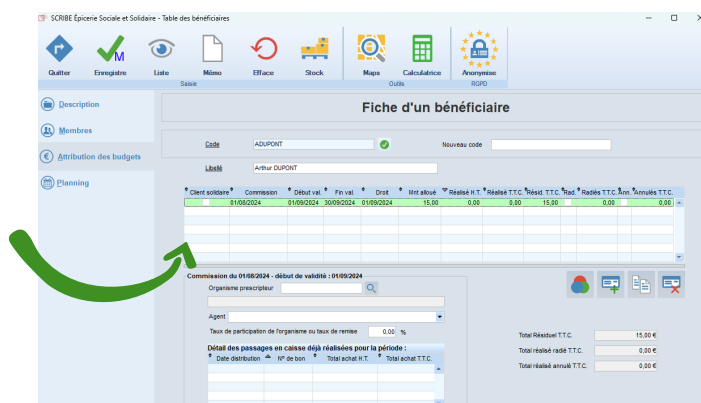 SCRIBE Épicerie Sociale et Solidaire - Table des bénéficiaires
Quitter Enregistre Liste Mémo Efface Stock Maps Calculatrice Anonymise
Saisie Outils RGPD
Description
Membres
Attribution des budgets
Planning
Fiche d'un bénéficiaire
Code ADUPONT Nouveau code
Libellé Arthur DUPONT
Client solidaire Commission Début val. Fin val. Droit Mnt alloué Réalisé H.T. Réalisé T.T.C. Résid. T.T.C. Rad. Radiés T.T.C. Ann. Annulés T.T.C.
01/08/2024 01/09/2024 30/09/2024 01/09/2024 15,00 0,00 0,00 15,00 0,00 0,00
Commission du 01/08/2024 - début de validité : 01/09/2024
Organisme prescripteur
Agent
Taux de participation de l'organisme ou taux de remise 0,00 %
Détail des passages en caisse déjà réalisées pour la période :
Date distribution N° de bon Total achat H.T. Total achat T.T.C.
Total Résiduel T.T.C. 15,00 €
Total réalisé radié T.T.C. 0,00 €
Total réalisé annulé T.T.C. 0,00 €